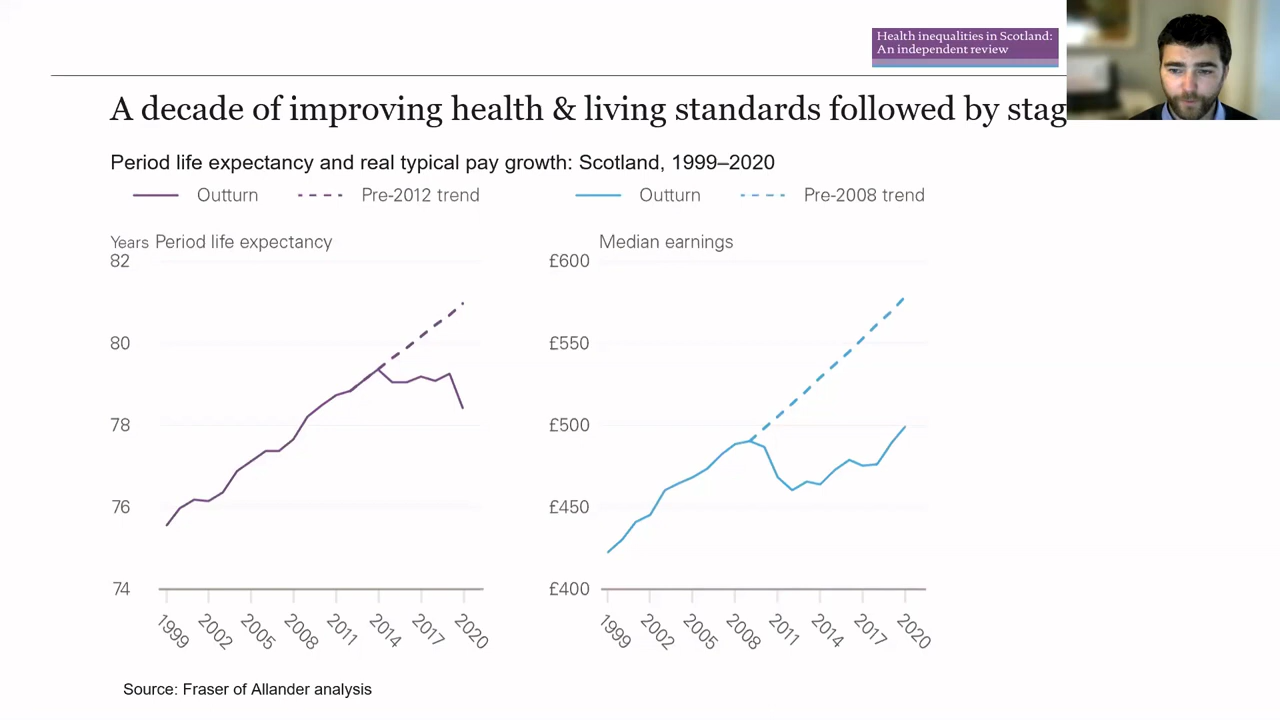 Health inequalities in Scotland:
An independent review
A decade of improving health & living standards followed by stag
Period life expectancy and real typical pay growth: Scotland, 1999–2020
Outturn Pre-2012 trend Outturn Pre-2008 trend
Years Period life expectancy
82
80
78
76
74
1999 2002 2005 2008 2011 2014 2017 2020
Median earnings
£600
£550
£500
£450
£400
1999 2002 2005 2008 2011 2014 2017 2020
Source: Fraser of Allander analysis